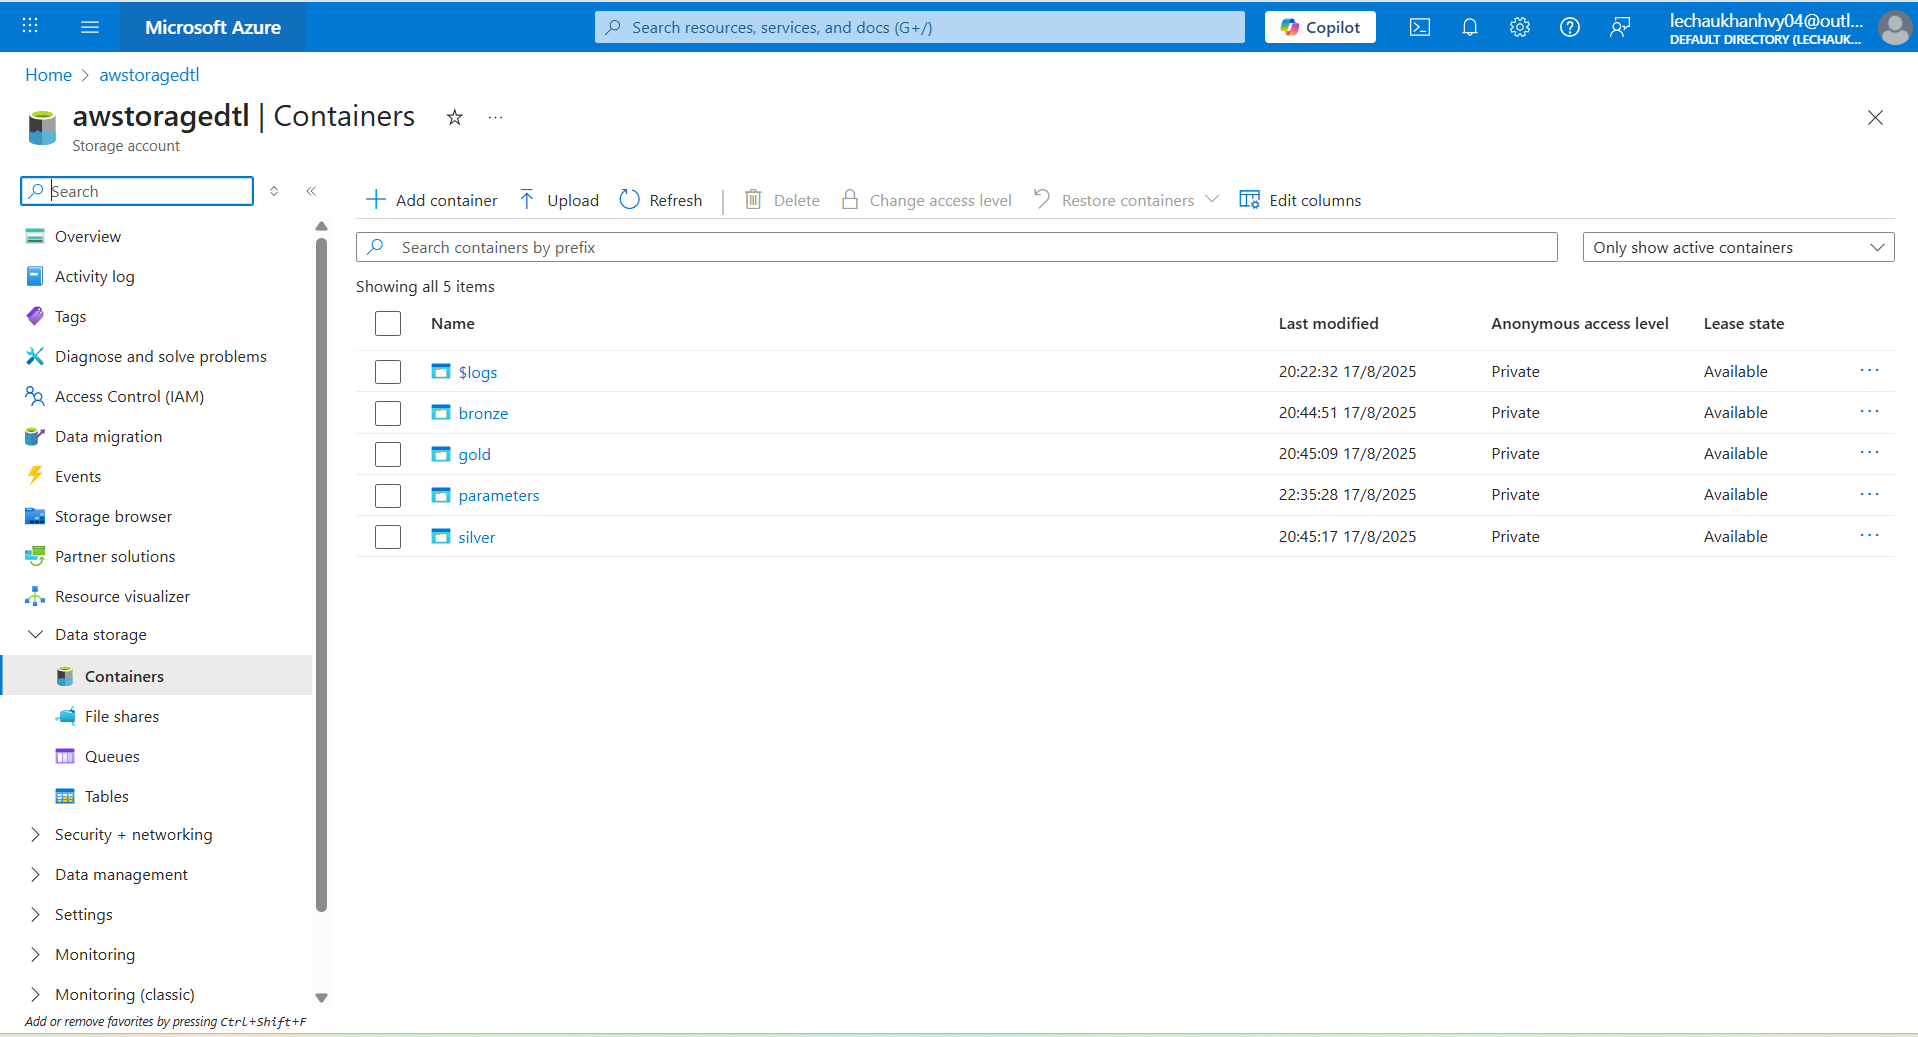 Microsoft Azure
Search resources, services, and docs (G+/)
Copilot
lechaukhanhvy04@outl...
DEFAULT DIRECTORY (LECHAUK...
Home > awstoragedtl
awstoragedtl | Containers
Storage account
Search
Add container
Upload
Refresh
Delete
Change access level
Restore containers
Edit columns
Search containers by prefix
Only show active containers
Showing all 5 items
Name Last modified Anonymous access level Lease state
$logs 20:22:32 17/8/2025 Private Available
bronze 20:44:51 17/8/2025 Private Available
gold 20:45:09 17/8/2025 Private Available
parameters 22:35:28 17/8/2025 Private Available
silver 20:45:17 17/8/2025 Private Available
Overview
Activity log
Tags
Diagnose and solve problems
Access Control (IAM)
Data migration
Events
Storage browser
Partner solutions
Resource visualizer
Data storage
Containers
File shares
Queues
Tables
Security + networking
Data management
Settings
Monitoring
Monitoring (classic)
Add or remove favorites by pressing Ctrl+Shift+F